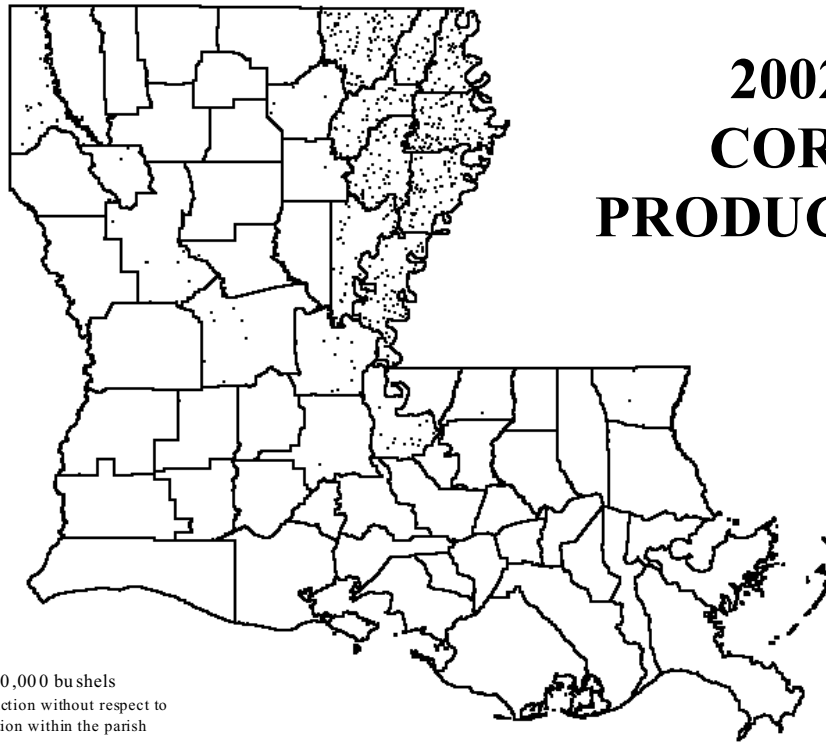 2002
COR
PRODUC
0,000 bushels
ction without respect to
ion within the parish